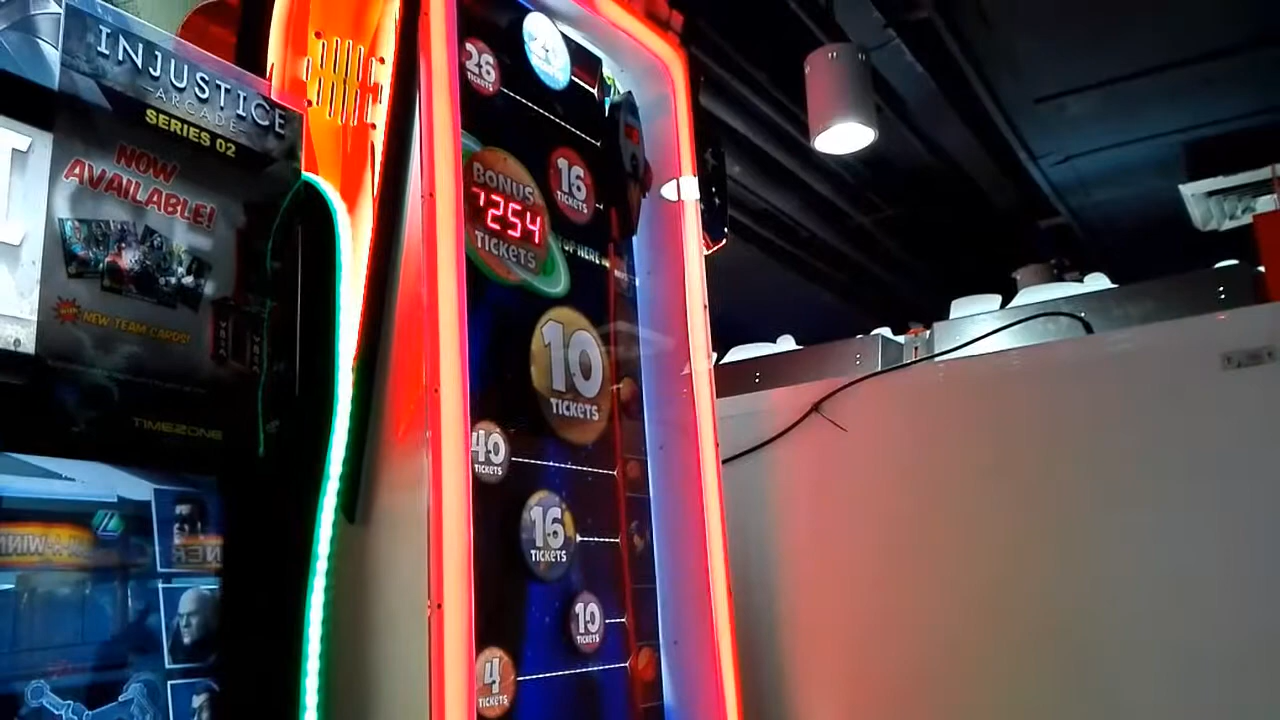 INJUSTICE
ARCADE
SERIES 02
NOW
AVAILABLE!
NEW TEAM CARDS!
TIMEZONE
26
TICKETS
BONUS
7254
TICKETS
16
TICKETS
10
TICKETS
40
TICKETS
16
TICKETS
10
TICKETS
4
TICKETS